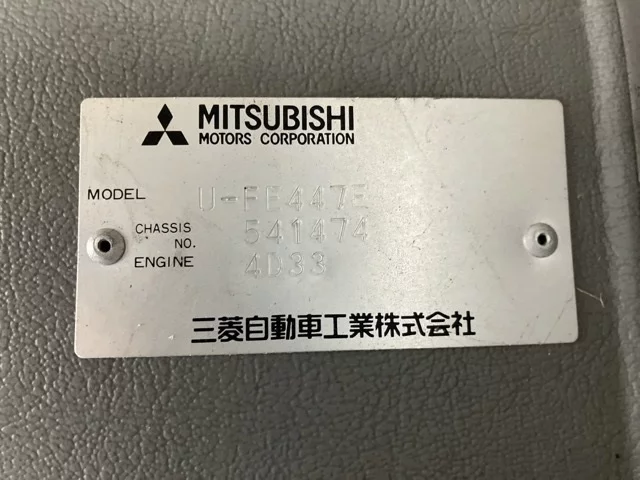 MITSUBISHI
MOTORS CORPORATION
MODEL U-FE447E
CHASSIS NO. 541474
ENGINE 4D33
三菱自動車工業株式会社